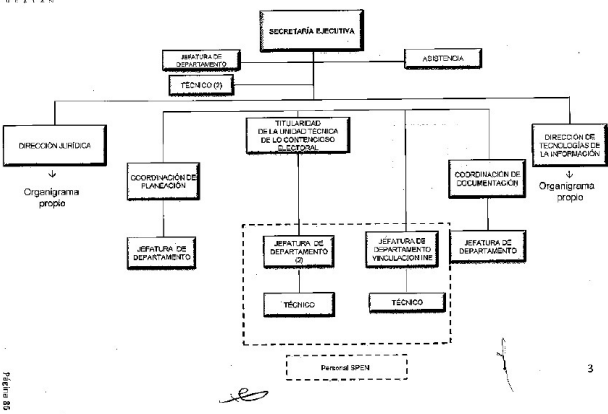 SECRETARÍA EJECUTIVA
JEFATURA DE
DEPARTAMENTO
ASISTENCIA
TÉCNICO (2)
DIRECCIÓN JURÍDICA
TITULARIDAD
DE LA UNIDAD TÉCNICA
DE LO CONTENCIOSO
ELECTORAL
DIRECCIÓN DE
TECNOLOGÍAS DE
LA INFORMACIÓN
↓
Organigrama
propio
COORDINACIÓN DE
PLANEACIÓN
COORDINACIÓN DE
DOCUMENTACIÓN
↓
Organigrama
propio
JEFATURA DE
DEPARTAMENTO
JEFATURA DE
DEPARTAMENTO
(2)
JEFATURA DE
DEPARTAMENTO
VINCULACION INE
JEFATURA DE
DEPARTAMENTO
TÉCNICO
TÉCNICO
Personal SPEN
3
Página 85